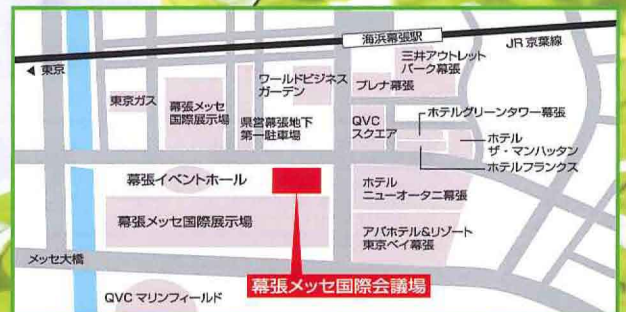 海浜幕張駅
JR 京葉線
東京
三井アウトレット
パーク幕張
ワールドビジネス
ガーデン
プレナ幕張
東京ガス
幕張メッセ
国際展示場
県営幕張地下
第一駐車場
QVC
スクエア
ホテルグリーンタワー幕張
ホテル
ザ・マンハッタン
ホテルフランクス
幕張イベントホール
ホテル
ニューオータニ幕張
幕張メッセ国際展示場
アパホテル&リゾート
東京ベイ幕張
メッセ大橋
幕張メッセ国際会議場
QVC マリンフィールド